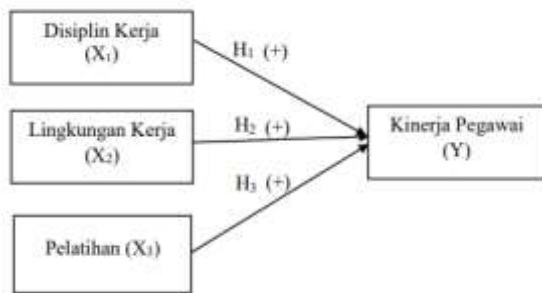 Disiplin Kerja
(X₁)
H₁ (+)
Lingkungan Kerja
(X₂)
H₂ (+)
Kinerja Pegawai
(Y)
H₃ (+)
Pelatihan (X₃)